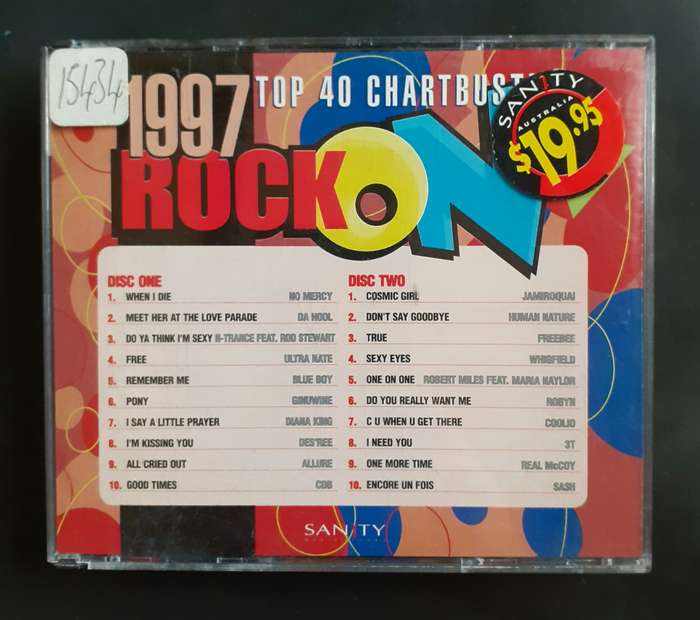 15434
1997 TOP 40 CHARTBUST
SANITY
AUSTRALIA
$19.95
ROCK ON
DISC ONE
1. WHEN I DIE NO MERCY
2. MEET HER AT THE LOVE PARADE DA HOOL
3. DO YA THINK I'M SEXY N-TRANCE FEAT. ROD STEWART
4. FREE ULTRA NATE
5. REMEMBER ME BLUE BOY
6. PONY GINUWINE
7. I SAY A LITTLE PRAYER DIANA KING
8. I'M KISSING YOU DES'REE
9. ALL CRIED OUT ALLURE
10. GOOD TIMES CDB
DISC TWO
1. COSMIC GIRL JAMIROQUAI
2. DON'T SAY GOODBYE HUMAN NATURE
3. TRUE FREEBEE
4. SEXY EYES WHIGFIELD
5. ONE ON ONE ROBERT MILES FEAT. MARIA NAYLOR
6. DO YOU REALLY WANT ME ROBYN
7. C U WHEN U GET THERE COOLIO
8. I NEED YOU 3T
9. ONE MORE TIME REAL McCOY
10. ENCORE UN FOIS SASH
SANITY